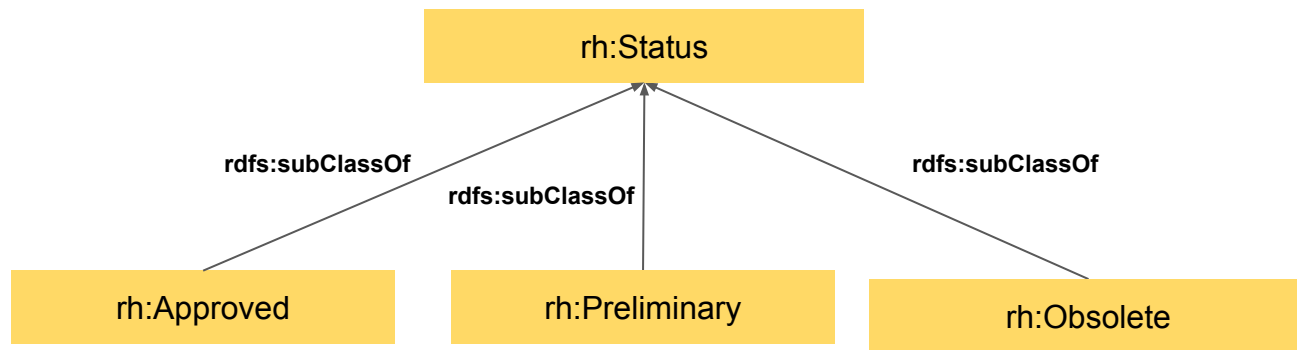 rh:Status
rdfs:subClassOf
rdfs:subClassOf
rdfs:subClassOf
rh:Approved
rh:Preliminary
rh:Obsolete